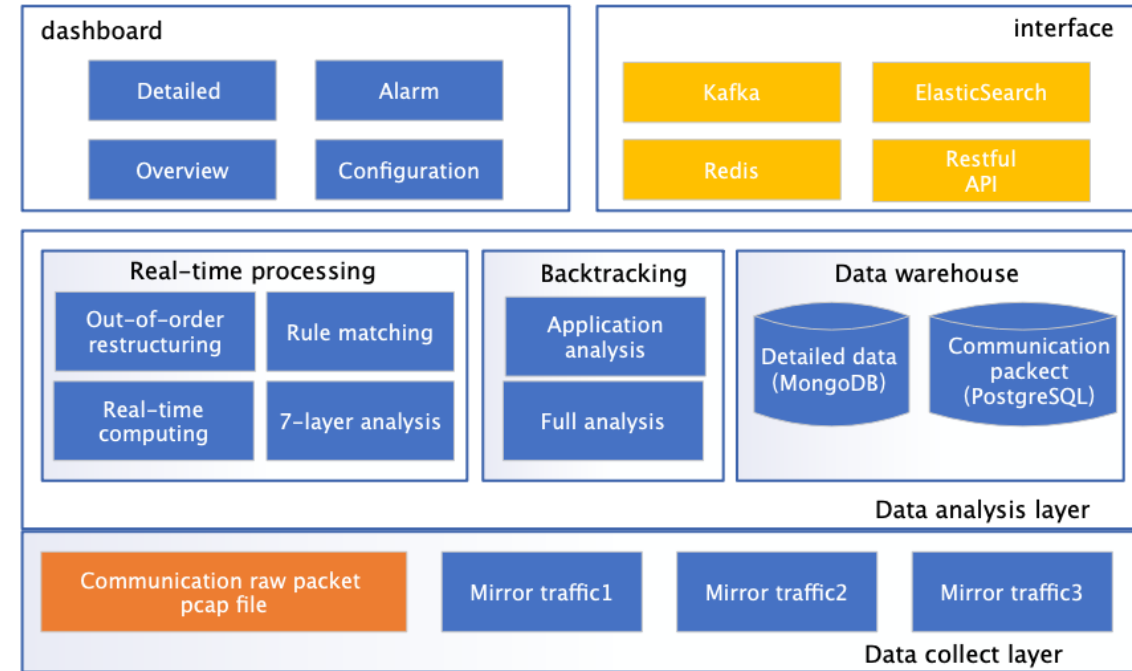 dashboard
Detailed
Alarm
Overview
Configuration
interface
Kafka
ElasticSearch
Redis
Restful
API
Real-time processing
Out-of-order
restructuring
Rule matching
Real-time
computing
7-layer analysis
Backtracking
Application
analysis
Full analysis
Data warehouse
Detailed data
(MongoDB)
Communication
packect
(PostgreSQL)
Data analysis layer
Communication raw packet
pcap file
Mirror traffic1
Mirror traffic2
Mirror traffic3
Data collect layer